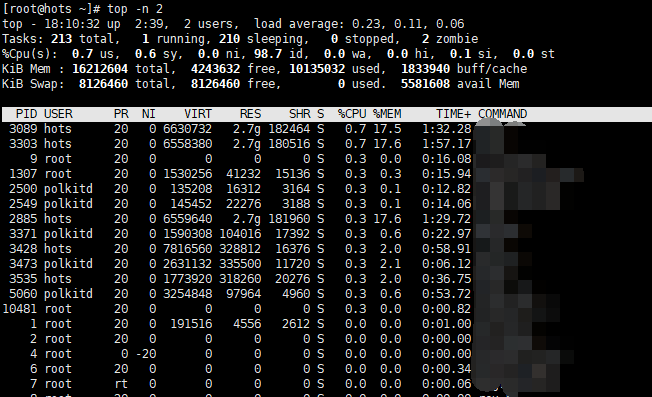 [root@hots ~]# top -n 2
top - 18:10:32 up  2:39,  2 users,  load average: 0.23, 0.11, 0.06
Tasks: 213 total,   1 running, 210 sleeping,   0 stopped,   2 zombie
%Cpu(s):  0.7 us,  0.6 sy,  0.0 ni, 98.7 id,  0.0 wa,  0.0 hi,  0.1 si,  0.0 st
KiB Mem : 16212604 total,  4243632 free, 10135032 used,  1833940 buff/cache
KiB Swap:  8126460 total,  8126460 free,        0 used.  5581608 avail Mem
PID USER      PR  NI    VIRT    RES    SHR S  %CPU %MEM     TIME+ COMMAND
3089 hots      20   0 6630732   2.7g 182464 S   0.7 17.5   1:32.28
3303 hots      20   0 6558380   2.7g 180516 S   0.7 17.6   1:57.17
9 root      20   0       0      0      0 S   0.3  0.0   0:16.08
1307 root      20   0 1530256  41232  15136 S   0.3  0.3   0:15.94
2500 polkitd   20   0  135208  16312   3164 S   0.3  0.1   0:12.82
2549 polkitd   20   0  145452  22276   3188 S   0.3  0.1   0:14.06
2885 hots      20   0 6559640   2.7g 181960 S   0.3 17.6   1:29.72
3371 polkitd   20   0 1590308 104016  17392 S   0.3  0.6   0:22.97
3428 hots      20   0 7816560 328812  16376 S   0.3  2.0   0:58.91
3473 polkitd   20   0 2631132 335500  11720 S   0.3  2.1   0:06.12
3535 hots      20   0 1773920 318260  20276 S   0.3  2.0   0:36.75
5060 polkitd   20   0 3254848  97964   4960 S   0.3  0.6   0:53.72
10481 root      20   0       0      0      0 S   0.3  0.0   0:00.82
1 root      20   0  191516   4556   2612 S   0.0  0.0   0:01.00
2 root      20   0       0      0      0 S   0.0  0.0   0:00.00
4 root       0 -20       0      0      0 S   0.0  0.0   0:00.00
6 root      20   0       0      0      0 S   0.0  0.0   0:00.34
7 root      rt   0       0      0      0 S   0.0  0.0   0:00.06